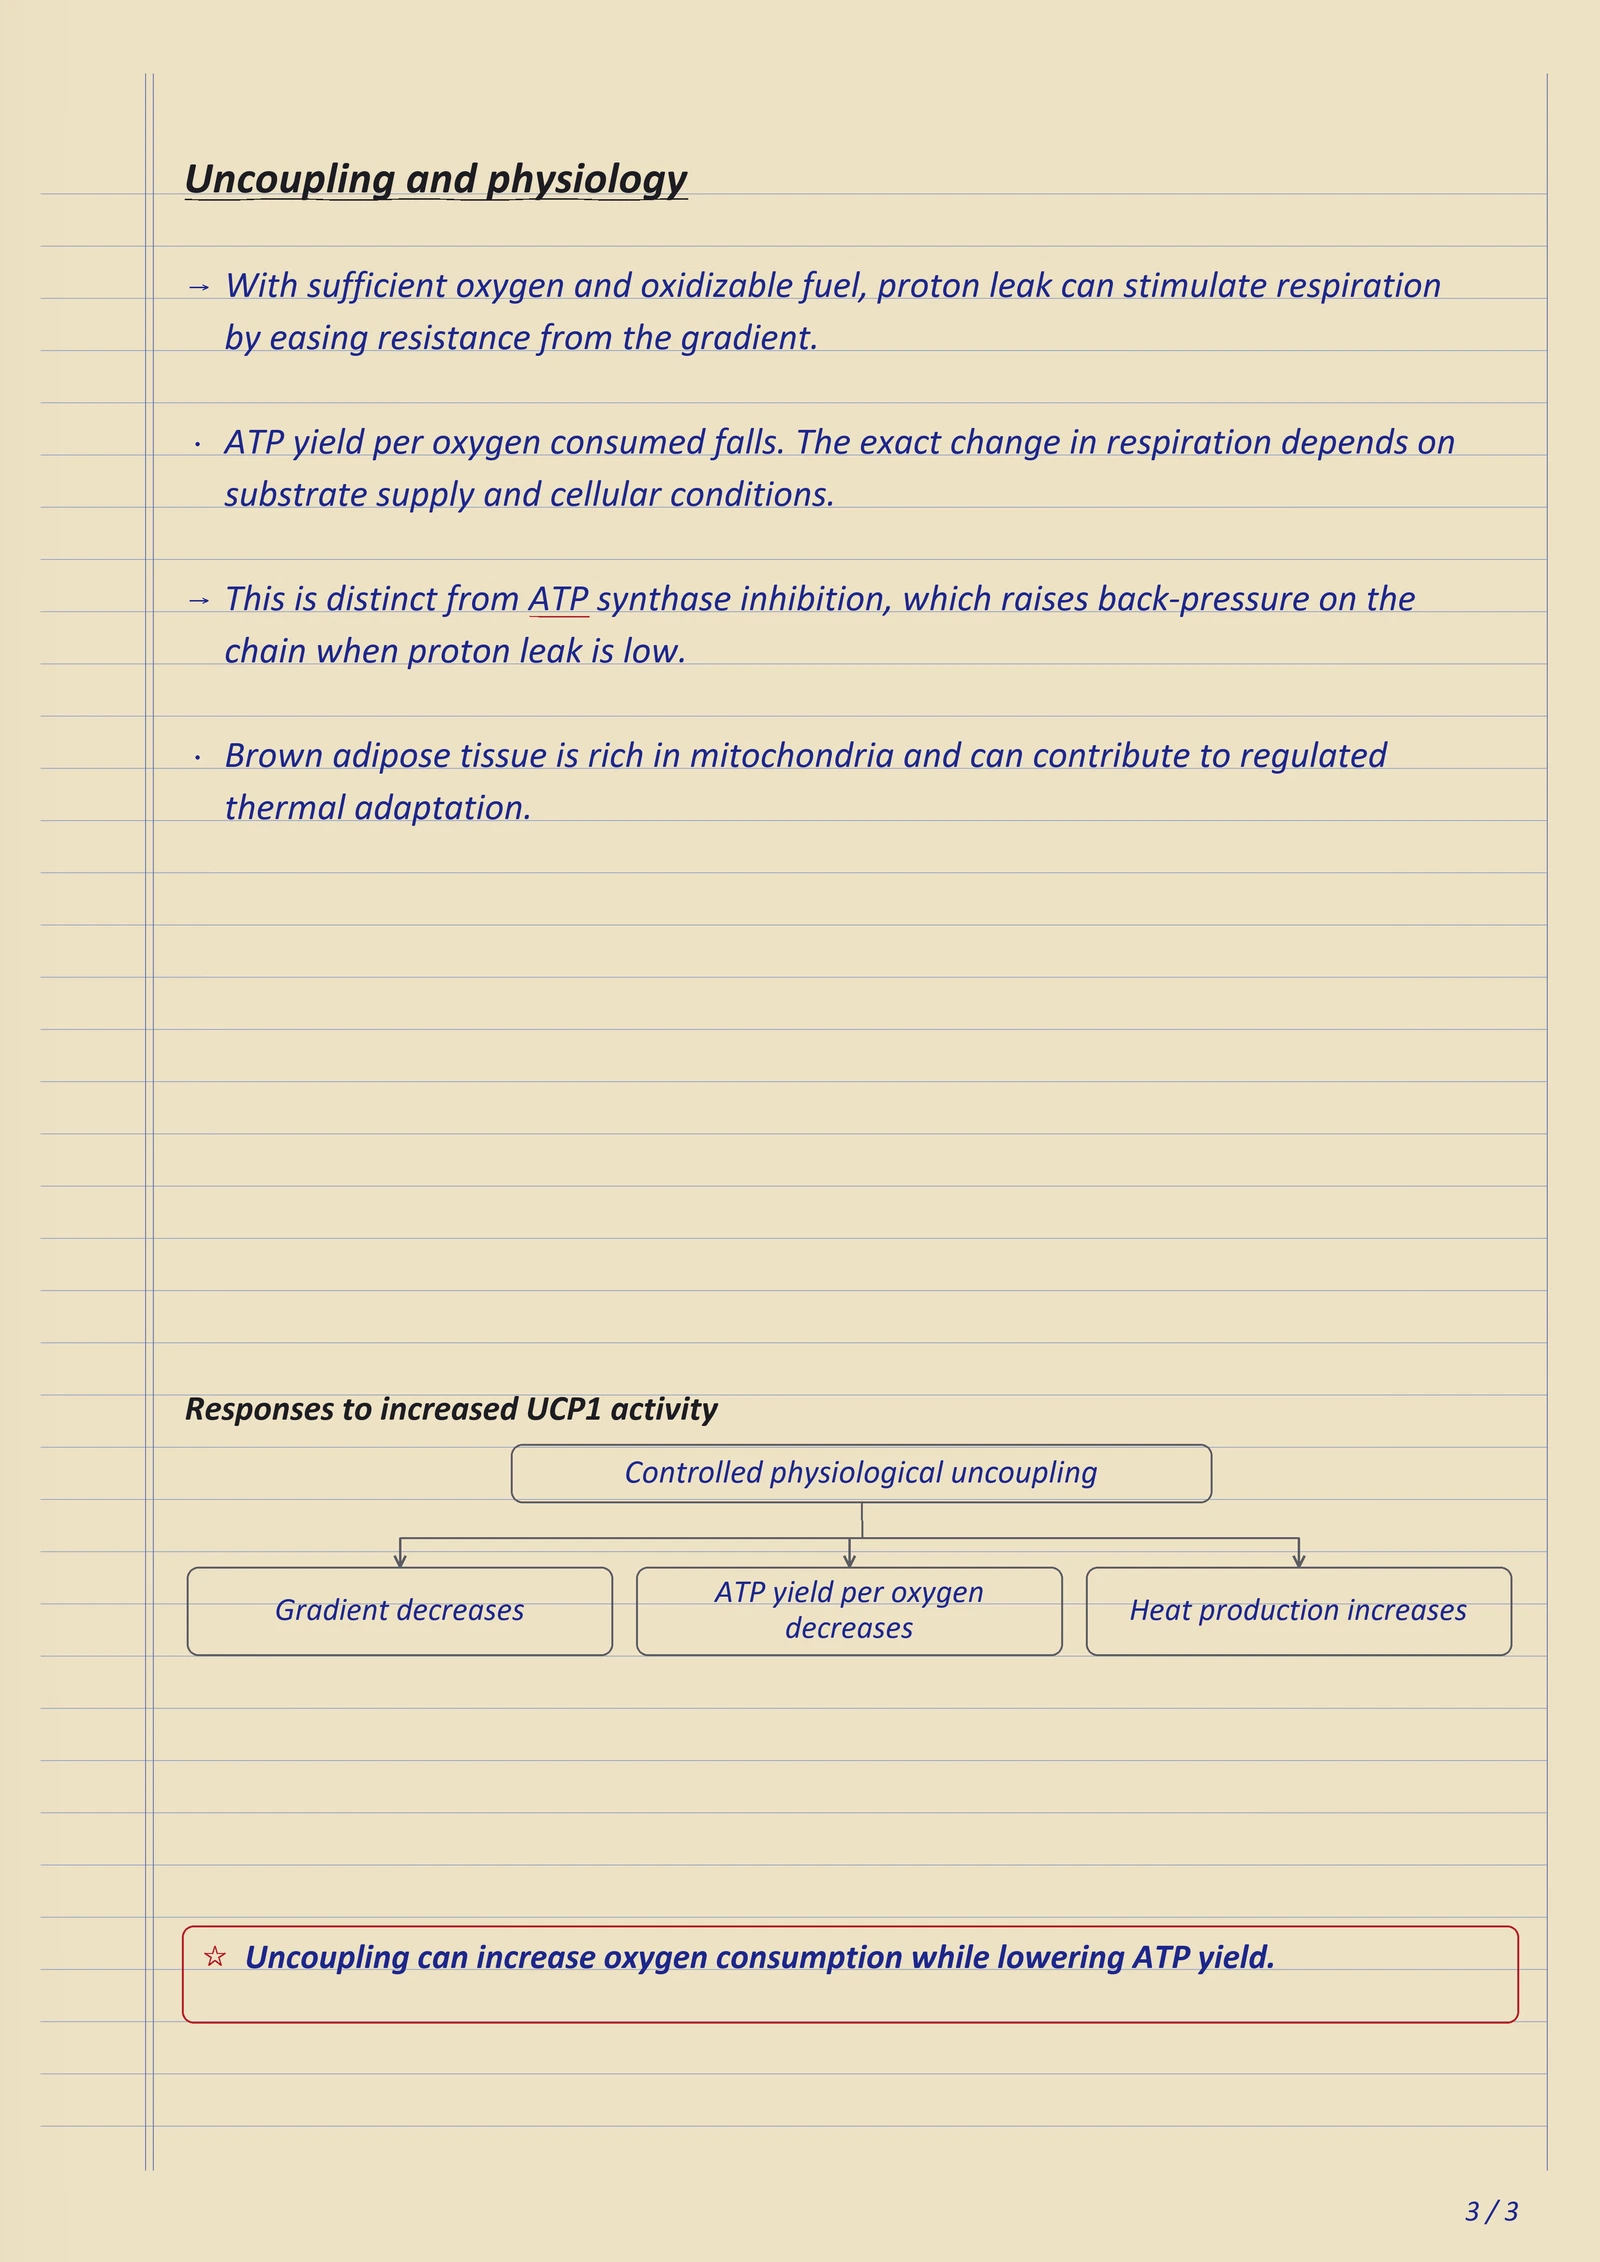 Uncoupling and physiology
→ With sufficient oxygen and oxidizable fuel, proton leak can stimulate respiration
by easing resistance from the gradient.
· ATP yield per oxygen consumed falls. The exact change in respiration depends on
substrate supply and cellular conditions.
→ This is distinct from ATP synthase inhibition, which raises back-pressure on the
chain when proton leak is low.
· Brown adipose tissue is rich in mitochondria and can contribute to regulated
thermal adaptation.
Responses to increased UCP1 activity
Controlled physiological uncoupling
Gradient decreases
ATP yield per oxygen
decreases
Heat production increases
☆ Uncoupling can increase oxygen consumption while lowering ATP yield.
3 / 3